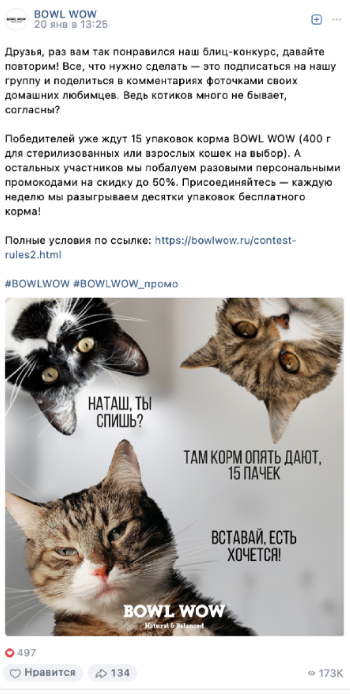 BOWL WOW
BOWL WOW
20 янв в 13:25
Друзья, раз вам так понравился наш блиц-конкурс, давайте
повторим! Все, что нужно сделать — это подписаться на нашу
группу и поделиться в комментариях фоточками своих
домашних любимцев. Ведь котиков много не бывает,
согласны?
Победителей уже ждут 15 упаковок корма BOWL WOW (400 г
для стерилизованных или взрослых кошек на выбор). А
остальных участников мы побалуем разовыми персональными
промокодами на скидку до 50%. Присоединяйтесь — каждую
неделю мы разыгрываем десятки упаковок бесплатного
корма!
Полные условия по ссылке: https://bowlwow.ru/contest-
rules2.html
#BOWLWOW #BOWLWOW_промо
НАТАШ, ТЫ
СПИШЬ?
ТАМ КОРМ ОПЯТЬ ДАЮТ,
15 ПАЧЕК
ВСТАВАЙ, ЕСТЬ
ХОЧЕТСЯ!
BOWL WOW
Natural & Balanced
497
Нравится 134 173K